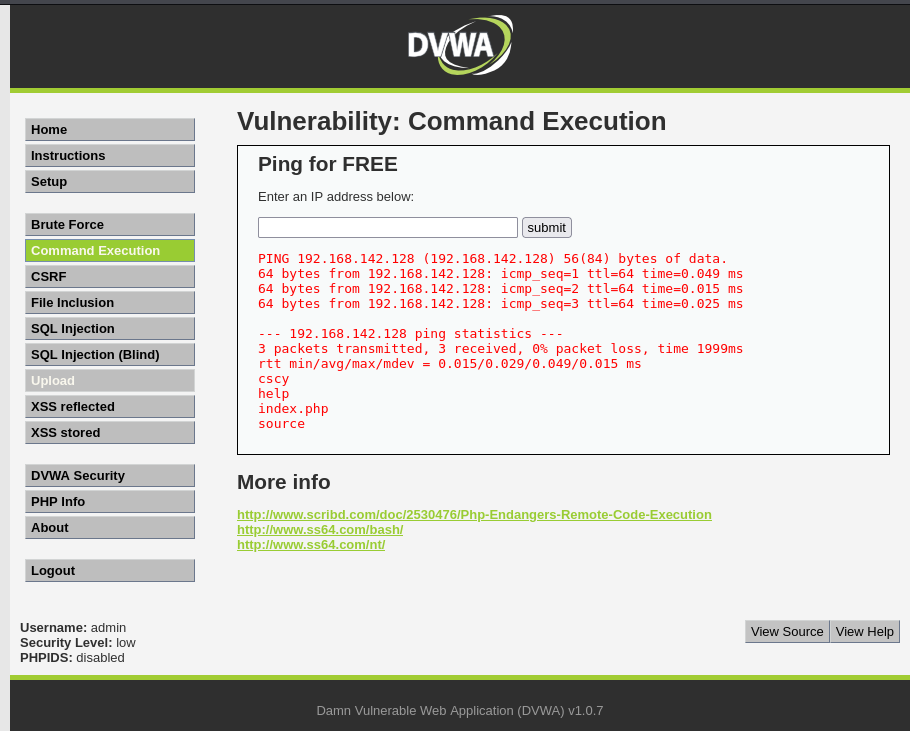 DVWA
Home
Instructions
Setup
Brute Force
Command Execution
CSRF
File Inclusion
SQL Injection
SQL Injection (Blind)
Upload
XSS reflected
XSS stored
DVWA Security
PHP Info
About
Logout
Vulnerability: Command Execution
Ping for FREE
Enter an IP address below:
submit
PING 192.168.142.128 (192.168.142.128) 56(84) bytes of data.
64 bytes from 192.168.142.128: icmp_seq=1 ttl=64 time=0.049 ms
64 bytes from 192.168.142.128: icmp_seq=2 ttl=64 time=0.015 ms
64 bytes from 192.168.142.128: icmp_seq=3 ttl=64 time=0.025 ms
--- 192.168.142.128 ping statistics ---
3 packets transmitted, 3 received, 0% packet loss, time 1999ms
rtt min/avg/max/mdev = 0.015/0.029/0.049/0.015 ms
cscy
help
index.php
source
More info
http://www.scribd.com/doc/2530476/Php-Endangers-Remote-Code-Execution
http://www.ss64.com/bash/
http://www.ss64.com/nt/
Username: admin
Security Level: low
PHPIDS: disabled
View Source View Help
Damn Vulnerable Web Application (DVWA) v1.0.7